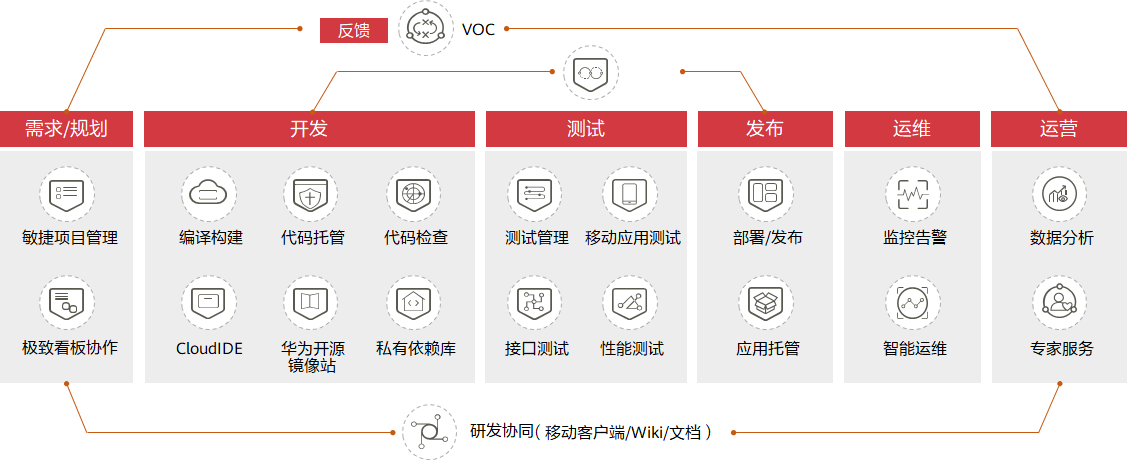 反馈
VOC
需求/规划
开发
测试
发布
运维
运营
敏捷项目管理
编译构建
代码托管
代码检查
测试管理
移动应用测试
部署/发布
监控告警
数据分析
极致看板协作
CloudIDE
华为开源
镜像站
私有依赖库
接口测试
性能测试
应用托管
智能运维
专家服务
研发协同（移动客户端/Wiki/文档）